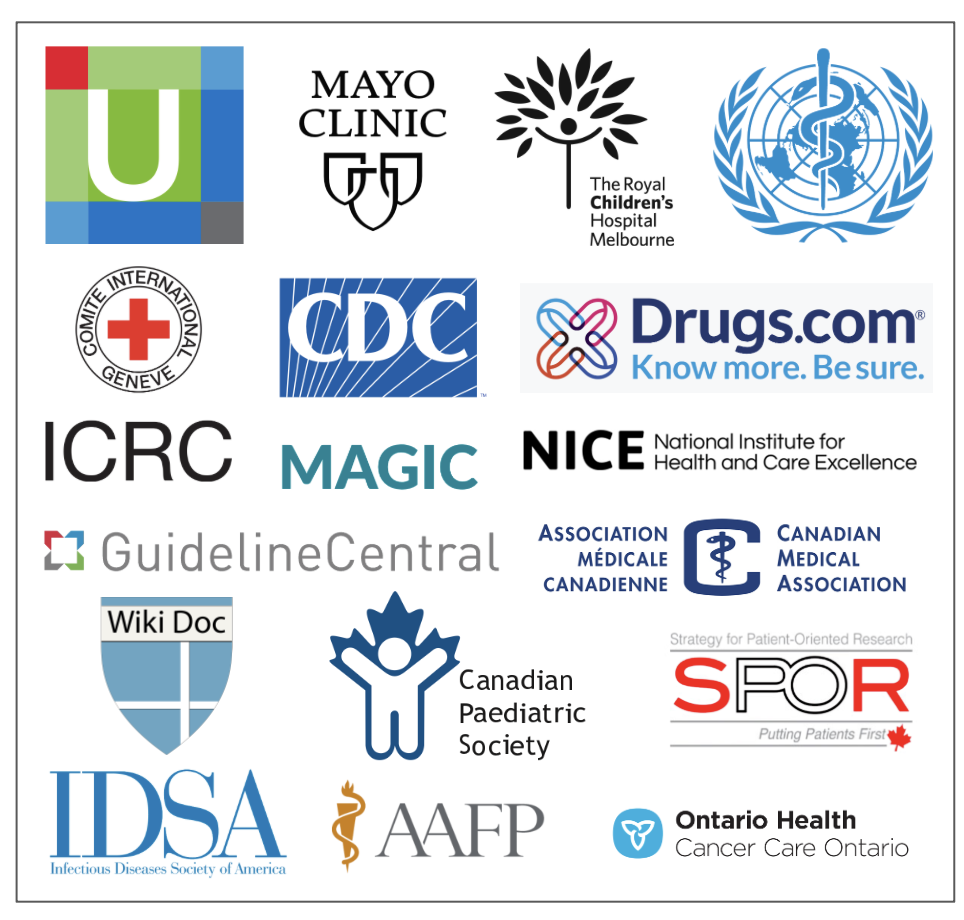 U
MAYO
CLINIC
The Royal
Children's
Hospital
Melbourne
COMITE INTERNATIONAL
GENEVE
ICRC
CDC
™
Drugs.com®
Know more. Be sure.
MAGIC
NICE National Institute for
Health and Care Excellence
GuidelineCentral
ASSOCIATION
MÉDICALE
CANADIENNE
CANADIAN
MEDICAL
ASSOCIATION
Wiki Doc
Canadian
Paediatric
Society
Strategy for Patient-Oriented Research
SPOR
Putting Patients First
IDSA
Infectious Diseases Society of America
AAFP
Ontario Health
Cancer Care Ontario